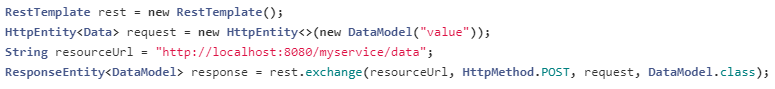 RestTemplate rest = new RestTemplate();
HttpEntity<Data> request = new HttpEntity<>(new DataModel("value"));
String resourceUrl = "http://localhost:8080/myservice/data";
ResponseEntity<DataModel> response = rest.exchange(resourceUrl, HttpMethod.POST, request, DataModel.class);